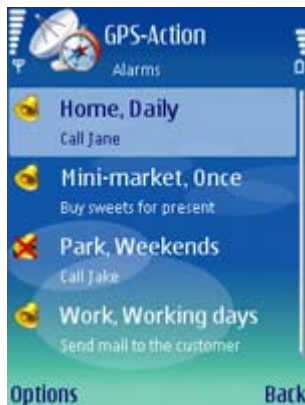 GPS-Action
Alarms
Home, Daily
Call Jane
Mini-market, Once
Buy sweets for present
Park, Weekends
Call Jake
Work, Working days
Send mail to the customer
Options Back